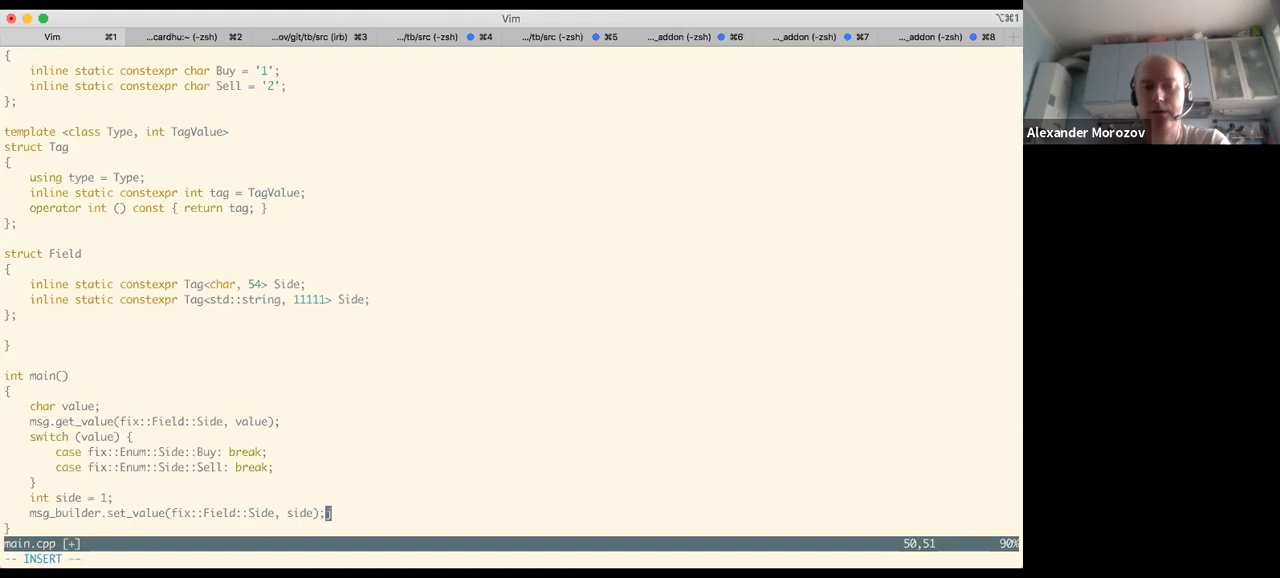 Vim
⌥⌘1
Vim ⌘1 ...cardhu:~ (-zsh) ⌘2 ...ov/git/tb/src (irb) ⌘3 .../tb/src (-zsh) ⌘4 .../tb/src (-zsh) ⌘5 ..._addon (-zsh) ⌘6 ..._addon (-zsh) ⌘7 ..._addon (-zsh) ⌘8
{
inline static constexpr char Buy = '1';
inline static constexpr char Sell = '2';
};
template <class Type, int TagValue>
struct Tag
{
using type = Type;
inline static constexpr int tag = TagValue;
operator int () const { return tag; }
};
struct Field
{
inline static constexpr Tag<char, 54> Side;
inline static constexpr Tag<std::string, 11111> Side;
};
}
int main()
{
char value;
msg.get_value(fix::Field::Side, value);
switch (value) {
case fix::Enum::Side::Buy: break;
case fix::Enum::Side::Sell: break;
}
int side = 1;
msg_builder.set_value(fix::Field::Side, side);j
}
main.cpp [+] 50,51 90%
-- INSERT --
Alexander Morozov